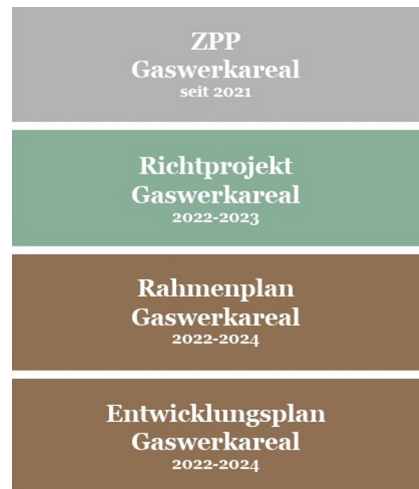 ZPP
Gaswerkareal
seit 2021
Richtprojekt
Gaswerkareal
2022-2023
Rahmenplan
Gaswerkareal
2022-2024
Entwicklungsplan
Gaswerkareal
2022-2024